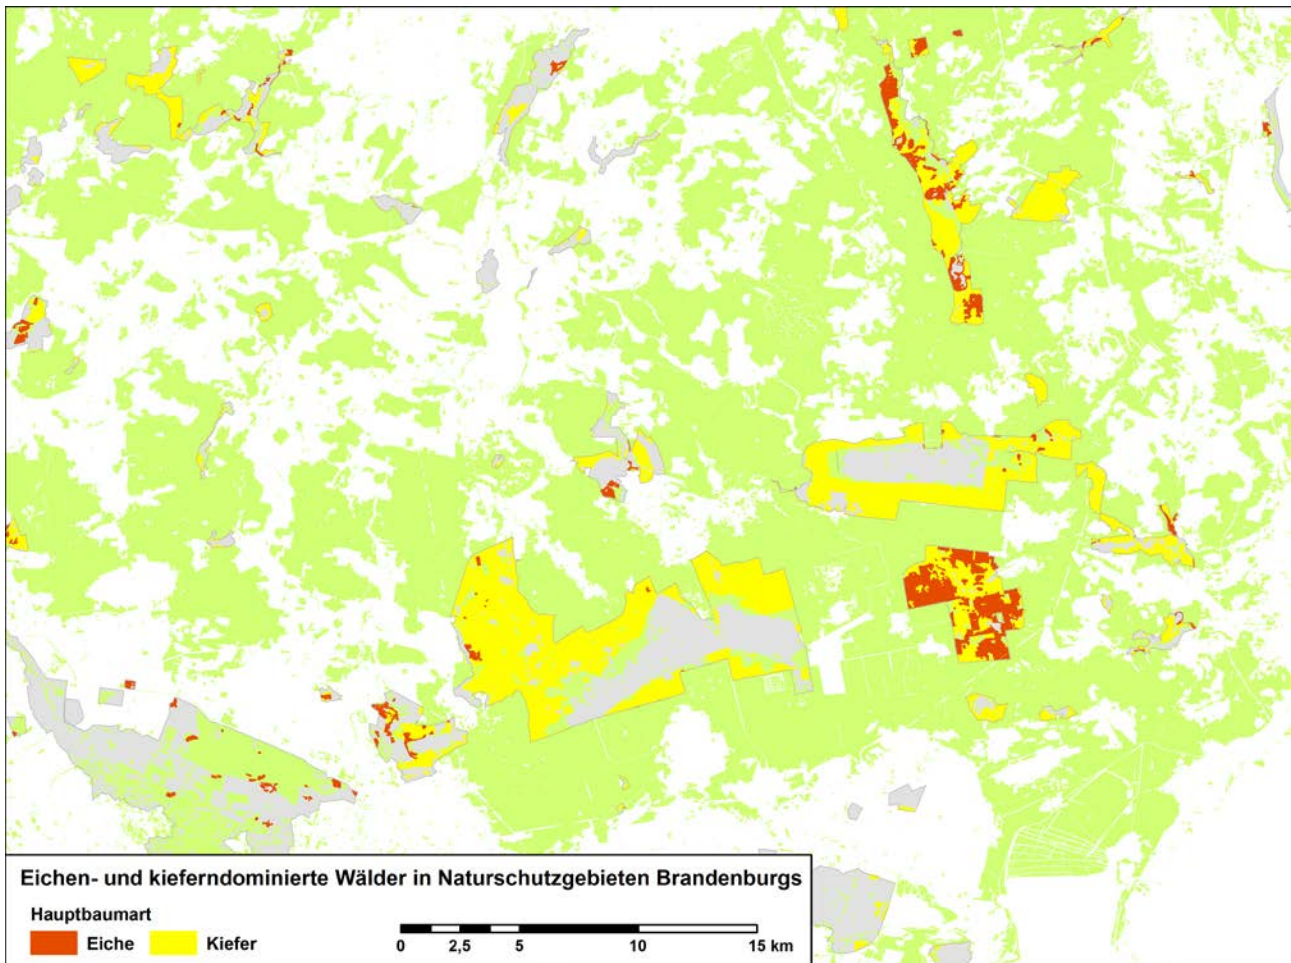 Eichen- und kieferndominierte Wälder in Naturschutzgebieten Brandenburgs
Hauptbaumart
Eiche Kiefer
0 2,5 5 10 15 km